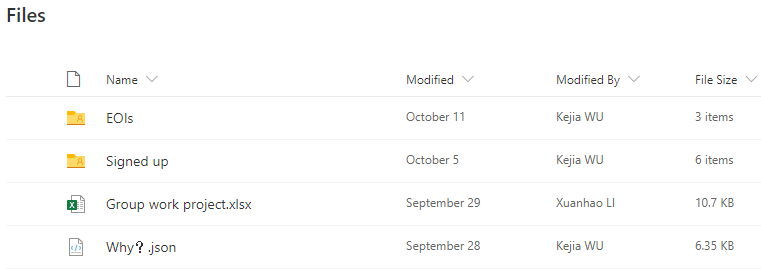 Files
Name Modified Modified By File Size
EOIs October 11 Kejia WU 3 items
Signed up October 5 Kejia WU 6 items
Group work project.xlsx September 29 Xuanhao LI 10.7 KB
Why？.json September 28 Kejia WU 6.35 KB